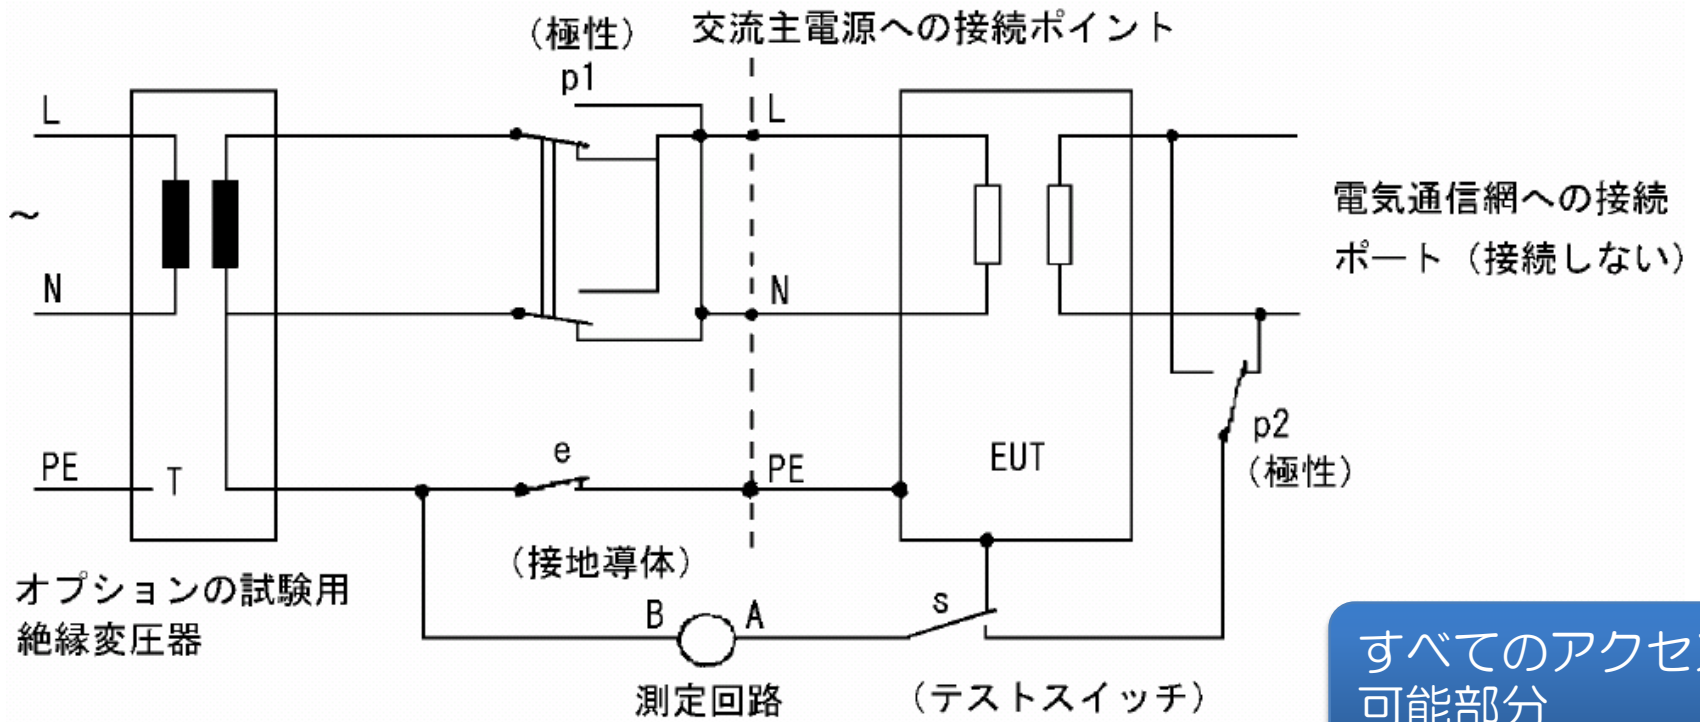 (極性)
p1
交流主電源への接続ポイント
L
L
~
N
N
電気通信網への接続
ポート (接続しない)
PE
T
e
PE
EUT
p2
(極性)
(接地導体)
オプションの試験用
絶縁変圧器
B
A
s
測定回路
(テストスイッチ)
すべてのアクセス
可能部分